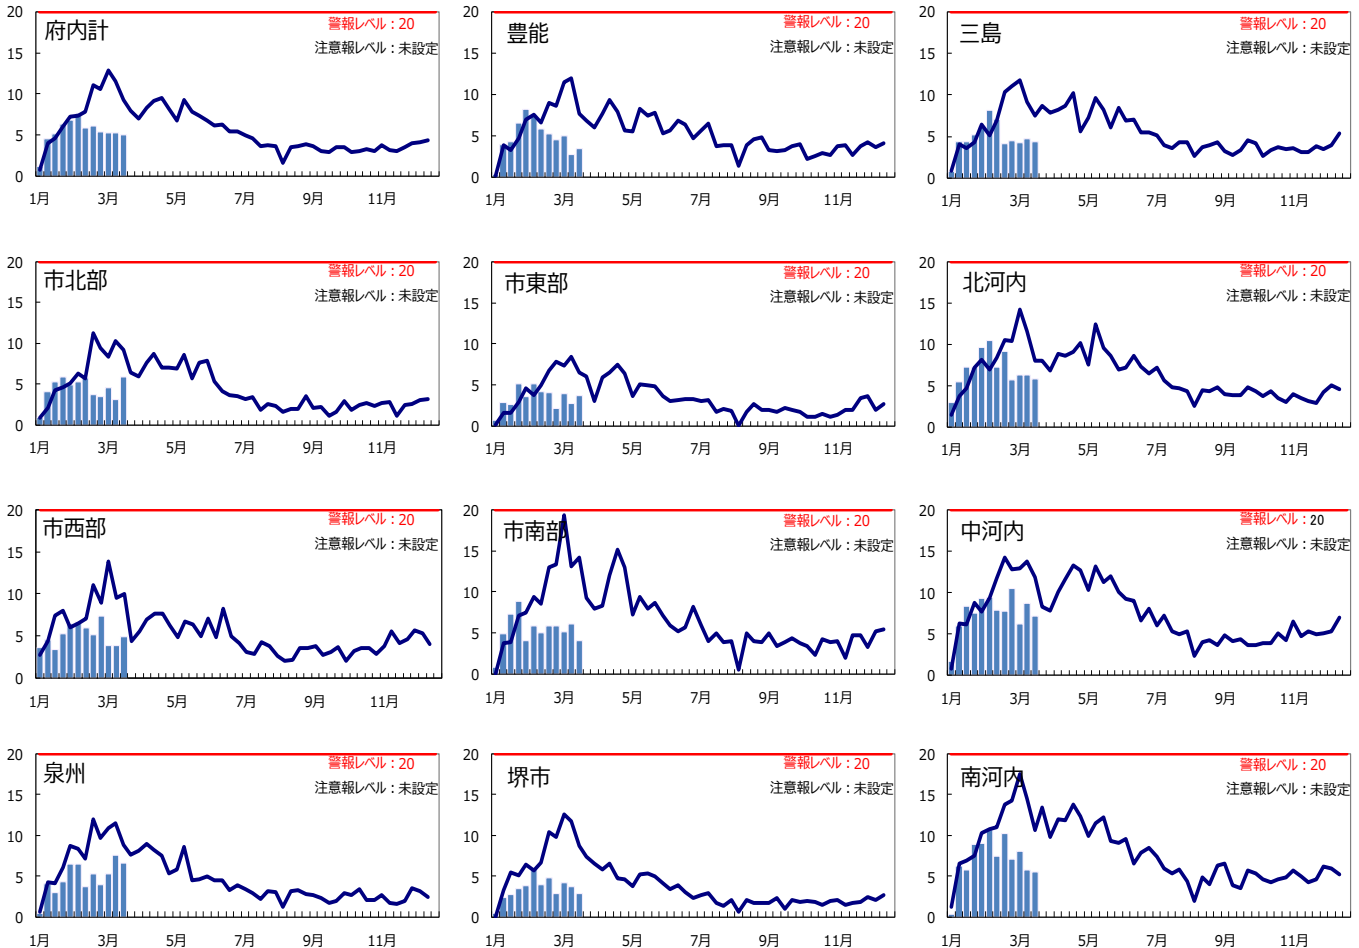 府内計
警報レベル：20
注意報レベル：未設定
20
15
10
5
0
1月 3月 5月 7月 9月 11月
豊能
警報レベル：20
注意報レベル：未設定
20
15
10
5
0
1月 3月 5月 7月 9月 11月
三島
警報レベル：20
注意報レベル：未設定
20
15
10
5
0
1月 3月 5月 7月 9月 11月
市北部
警報レベル：20
注意報レベル：未設定
20
15
10
5
0
1月 3月 5月 7月 9月 11月
市東部
警報レベル：20
注意報レベル：未設定
20
15
10
5
0
1月 3月 5月 7月 9月 11月
北河内
警報レベル：20
注意報レベル：未設定
20
15
10
5
0
1月 3月 5月 7月 9月 11月
市西部
警報レベル：20
注意報レベル：未設定
20
15
10
5
0
1月 3月 5月 7月 9月 11月
市南部
警報レベル：20
注意報レベル：未設定
20
15
10
5
0
1月 3月 5月 7月 9月 11月
中河内
警報レベル：20
注意報レベル：未設定
20
15
10
5
0
1月 3月 5月 7月 9月 11月
泉州
警報レベル：20
注意報レベル：未設定
20
15
10
5
0
1月 3月 5月 7月 9月 11月
堺市
警報レベル：20
注意報レベル：未設定
20
15
10
5
0
1月 3月 5月 7月 9月 11月
南河内
警報レベル：20
注意報レベル：未設定
20
15
10
5
0
1月 3月 5月 7月 9月 11月